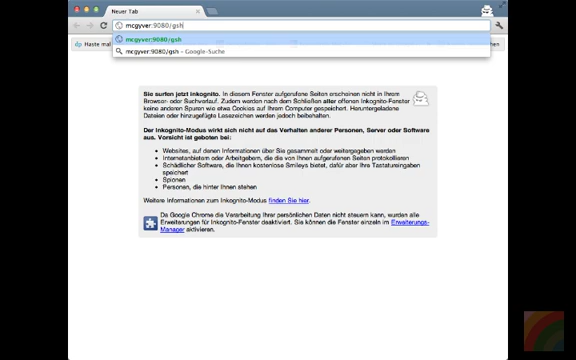 Neuer Tab
mcgyver:9080/gsh
mcgyver:9080/gsh
mcgyver:9080/gsh – Google-Suche
Haste mal
Sie surfen jetzt inkognito. In diesem Fenster aufgerufene Seiten erscheinen nicht in Ihrem
Browser- oder Suchverlauf. Zudem werden nach dem Schließen aller offenen Inkognito-Fenster
keine anderen Spuren wie etwa Cookies auf Ihrem Computer gespeichert. Heruntergeladene
Dateien oder hinzugefügte Lesezeichen werden jedoch beibehalten.
Der Inkognito-Modus wirkt sich nicht auf das Verhalten anderer Personen, Server oder Software
aus. Vorsicht ist geboten bei:
• Websites, auf denen Informationen über Sie gesammelt oder weitergegeben werden
• Internetanbietern oder Arbeitgebern, die die von Ihnen aufgerufenen Seiten protokollieren
• Schädlicher Software, die Ihnen kostenlose Smileys bietet, dafür aber Ihre Tastatureingaben
speichert
• Spionen
• Personen, die hinter Ihnen stehen
Weitere Informationen zum Inkognito-Modus finden Sie hier.
Da Google Chrome die Verarbeitung Ihrer persönlichen Daten nicht steuern kann, wurden alle
Erweiterungen für Inkognito-Fenster deaktiviert. Sie können die Fenster einzeln im Erweiterungs-
Manager aktivieren.